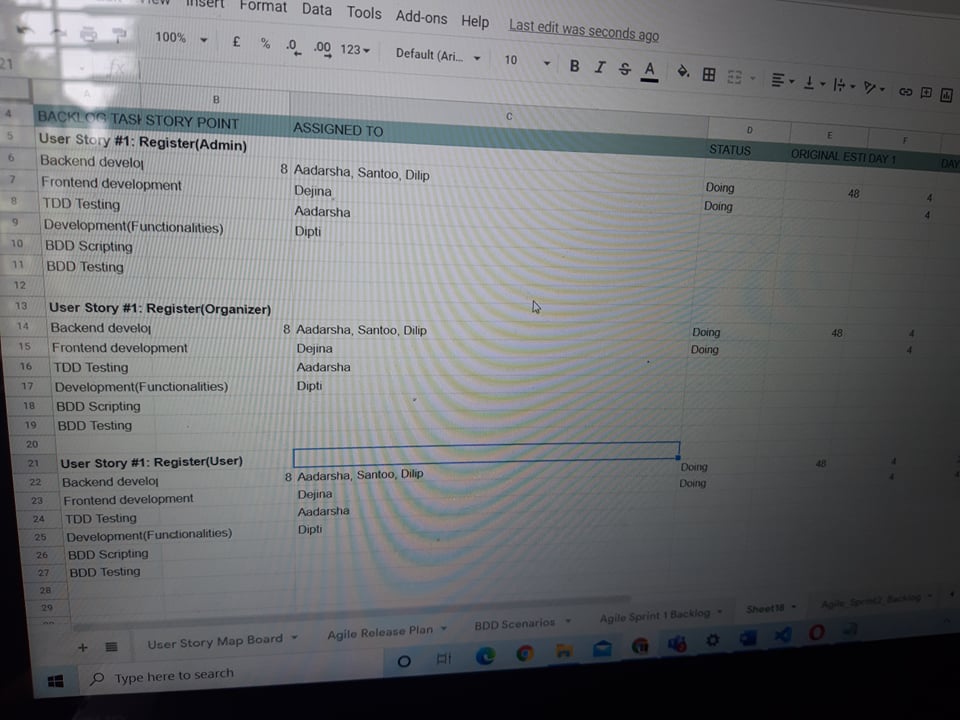 Insert Format Data Tools Add-ons Help Last edit was seconds ago
100% £ % .0 .00 123 Default (Ari... 10 B I S A
21 fx
A B C D E F
4 BACKLOG TASK STORY POINT ASSIGNED TO STATUS ORIGINAL ESTI DAY 1 DAY
5 User Story #1: Register(Admin)
6 Backend develop 8 Aadarsha, Santoo, Dilip Doing 48 4
7 Frontend development Dejina Doing 4
8 TDD Testing Aadarsha
9 Development(Functionalities) Dipti
10 BDD Scripting
11 BDD Testing
12
13 User Story #1: Register(Organizer)
14 Backend develop 8 Aadarsha, Santoo, Dilip Doing 48 4
15 Frontend development Dejina Doing 4
16 TDD Testing Aadarsha
17 Development(Functionalities) Dipti
18 BDD Scripting
19 BDD Testing
20
21 User Story #1: Register(User)
22 Backend develop 8 Aadarsha, Santoo, Dilip Doing 48 4
23 Frontend development Dejina Doing 4
24 TDD Testing Aadarsha
25 Development(Functionalities) Dipti
26 BDD Scripting
27 BDD Testing
28
29
+ User Story Map Board Agile Release Plan BDD Scenarios Agile Sprint 1 Backlog Sheet18 Agile_Sprint2_Backlog
Type here to search